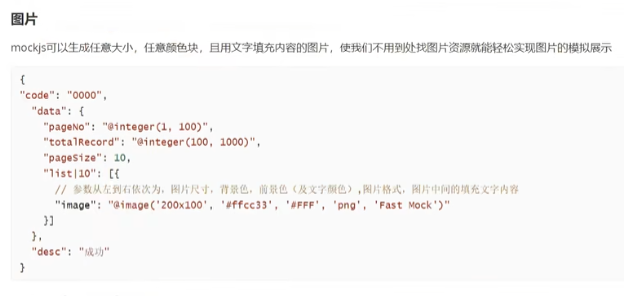 图片
mockjs可以生成任意大小，任意颜色块，且用文字填充内容的图片，使我们不用到处找图片资源就能轻松实现图片的模拟展示
{
"code": "0000",
"data": {
"pageNo": "@integer(1, 100)",
"totalRecord": "@integer(100, 1000)",
"pageSize": 10,
"list|10": [{
// 参数从左到右依次为，图片尺寸，背景色，前景色（及文字颜色）,图片格式，图片中间的填充文字内容
"image": "@image('200x100', '#ffcc33', '#FFF', 'png', 'Fast Mock')"
}]
},
"desc": "成功"
}